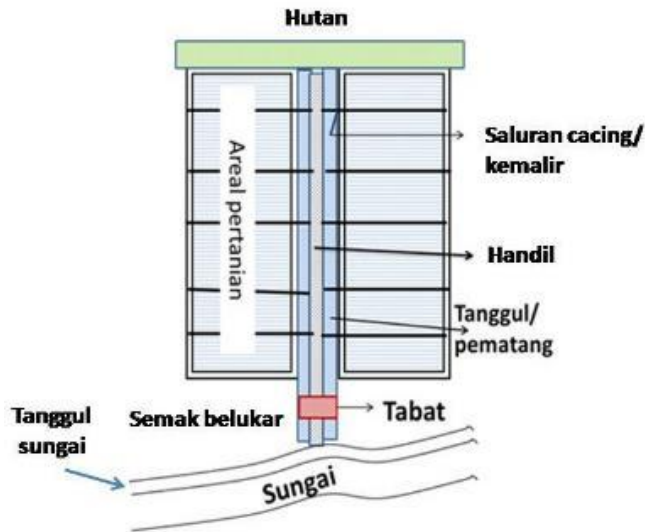 Hutan
Saluran cacing/
kemalir
Areal pertanian
Handil
Tanggul/
pematang
Tabat
Semak belukar
Tanggul
sungai
Sungai